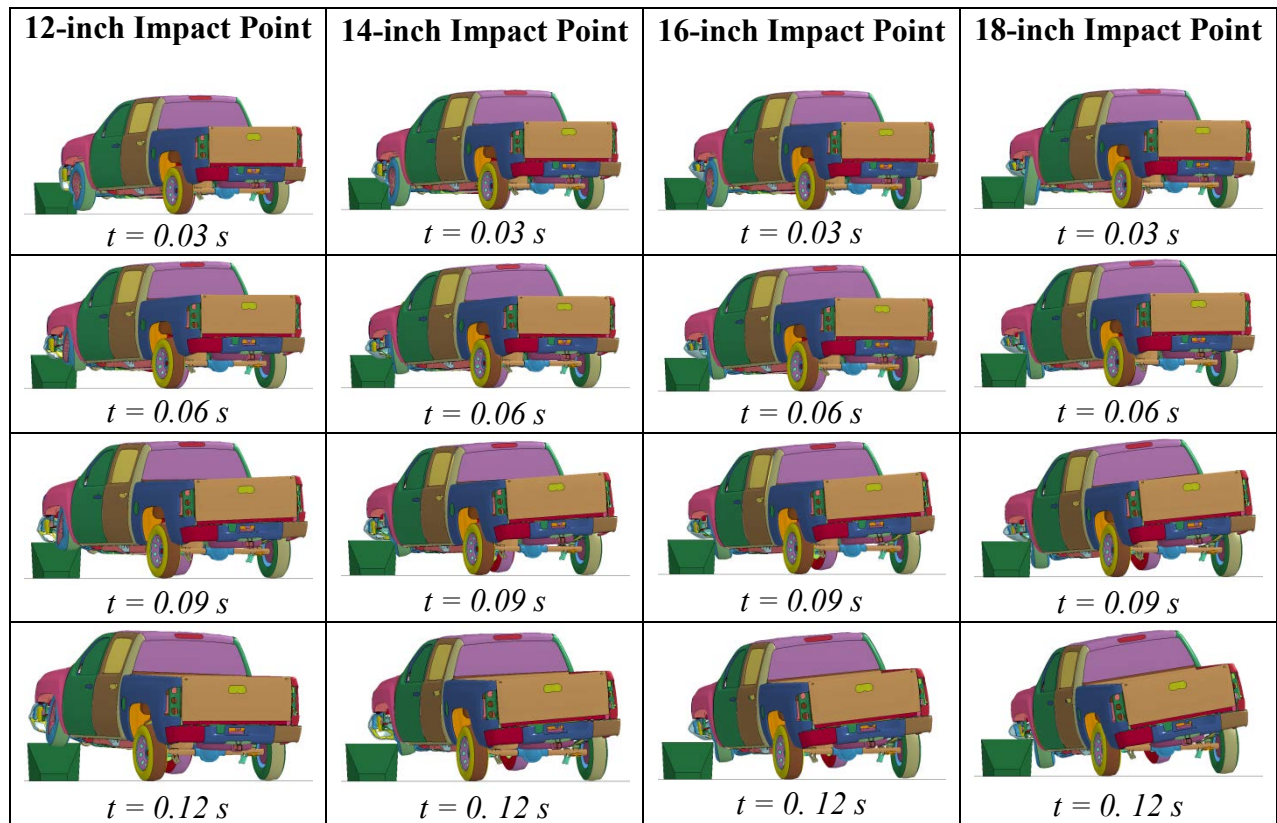 12-inch Impact Point
14-inch Impact Point
16-inch Impact Point
18-inch Impact Point
t = 0.03 s
t = 0.03 s
t = 0.03 s
t = 0.03 s
t = 0.06 s
t = 0.06 s
t = 0.06 s
t = 0.06 s
t = 0.09 s
t = 0.09 s
t = 0.09 s
t = 0.09 s
t = 0.12 s
t = 0. 12 s
t = 0. 12 s
t = 0. 12 s